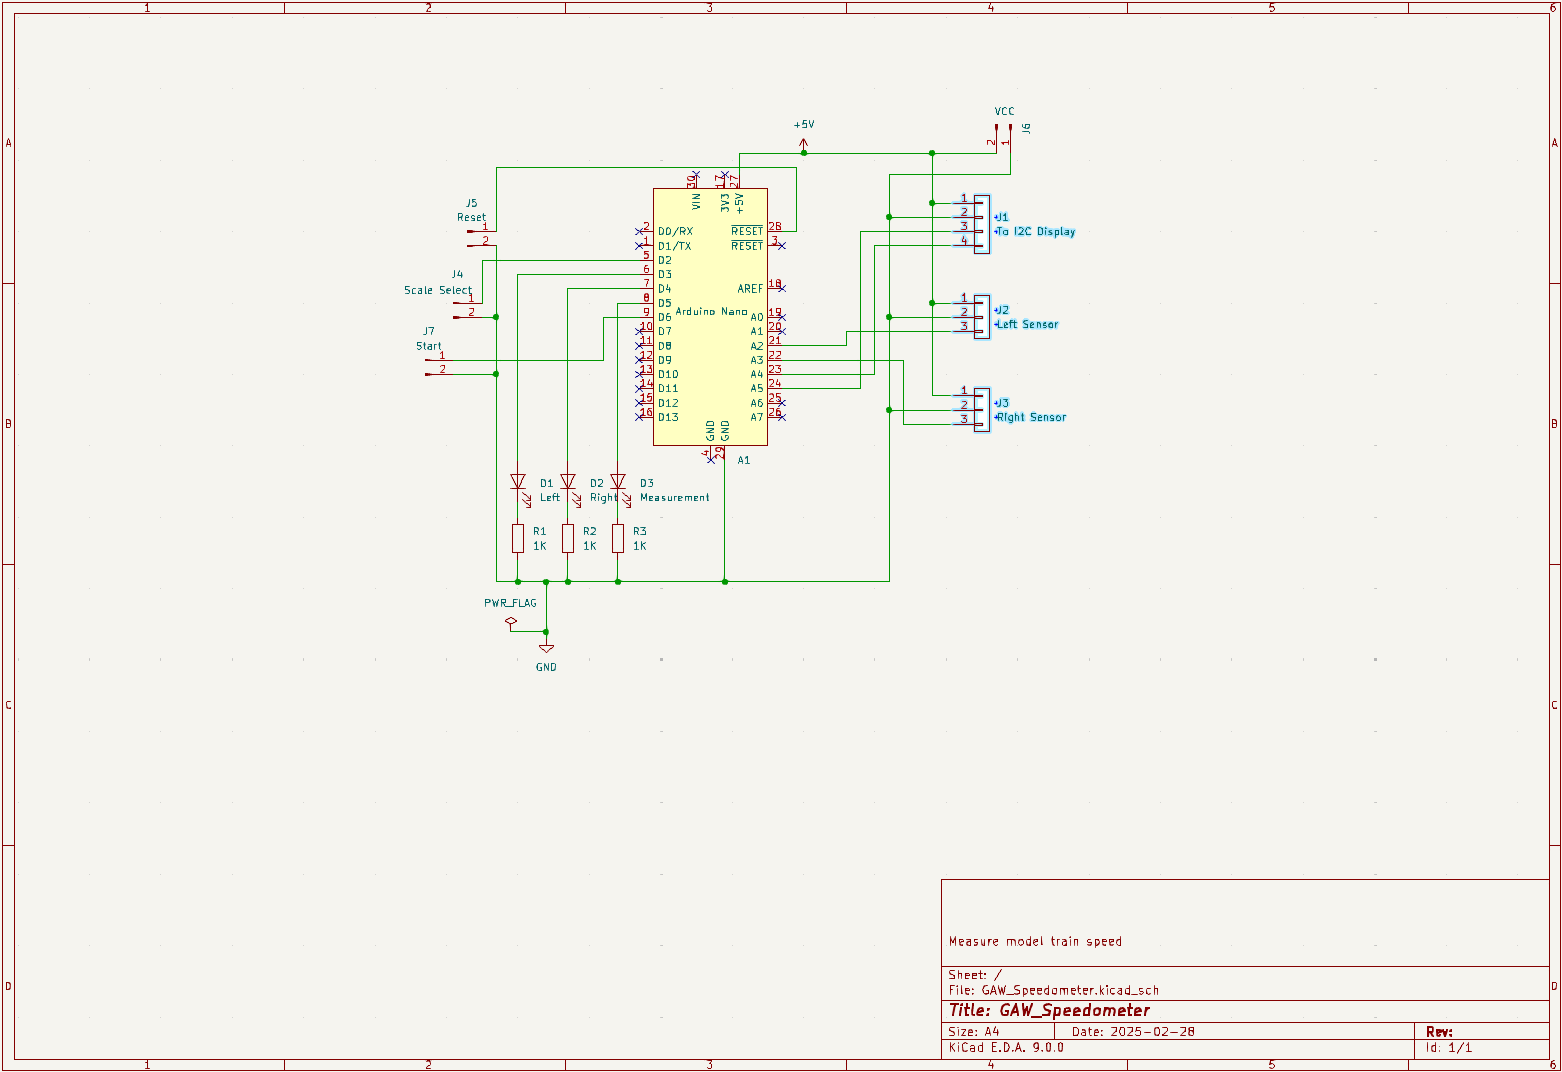 1 2 3 4 5 6
A A
B B
C C
D D
+5V
VCC
J6
2 1
J5
Reset
1
2
J4
Scale Select
1
2
J7
Start
1
2
30 17 27
VIN 3V3 +5V
2 D0/RX
1 D1/TX
5 D2
6 D3
7 D4
8 D5
9 D6
10 D7
11 D8
12 D9
13 D10
14 D11
15 D12
16 D13
Arduino Nano
RESET 28
RESET 3
AREF 18
A0 19
A1 20
A2 21
A3 22
A4 23
A5 24
A6 25
A7 26
GND GND
4 29
A1
1
2
3
4
J1
To I2C Display
1
2
3
J2
Left Sensor
1
2
3
J3
Right Sensor
D1
Left
D2
Right
D3
Measurement
R1
1K
R2
1K
R3
1K
PWR_FLAG
GND
Measure model train speed
Sheet: /
File: GAW_Speedometer.kicad_sch
Title: GAW_Speedometer
Size: A4 Date: 2025-02-28 Rev:
KiCad E.D.A. 9.0.0 Id: 1/1
1 2 3 4 5 6